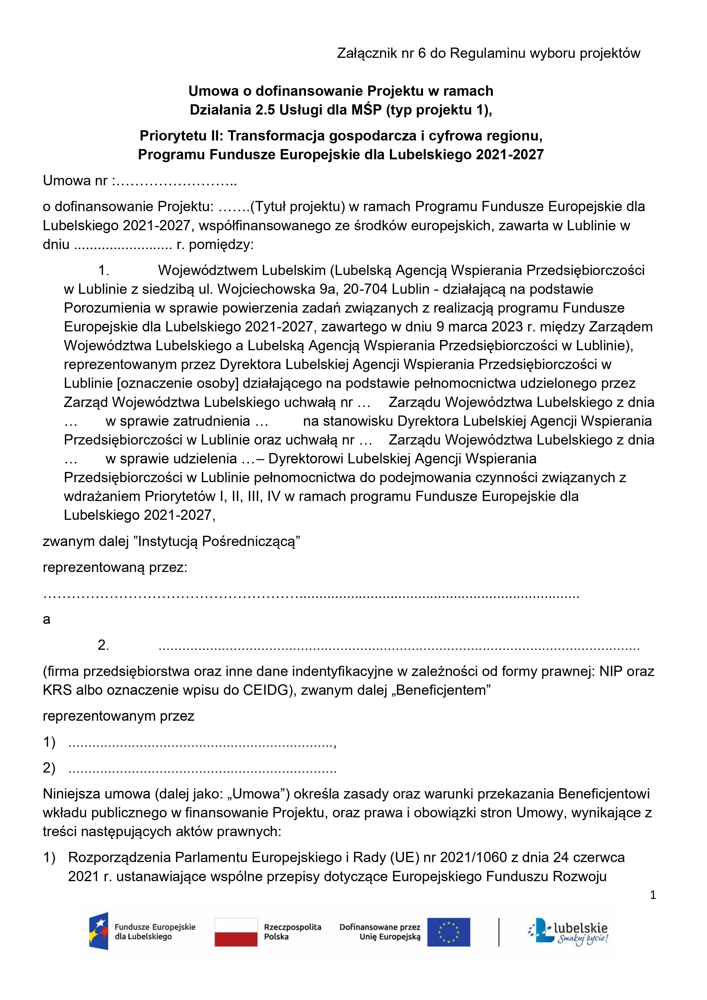 Załącznik nr 6 do Regulaminu wyboru projektów
Umowa o dofinansowanie Projektu w ramach
Działania 2.5 Usługi dla MŚP (typ projektu 1),
Priorytetu II: Transformacja gospodarcza i cyfrowa regionu,
Programu Fundusze Europejskie dla Lubelskiego 2021-2027
Umowa nr :……………………..
o dofinansowanie Projektu: …….(Tytuł projektu) w ramach Programu Fundusze Europejskie dla
Lubelskiego 2021-2027, współfinansowanego ze środków europejskich, zawarta w Lublinie w
dniu ......................... r. pomiędzy:
1. Województwem Lubelskim (Lubelską Agencją Wspierania Przedsiębiorczości
w Lublinie z siedzibą ul. Wojciechowska 9a, 20-704 Lublin - działającą na podstawie
Porozumienia w sprawie powierzenia zadań związanych z realizacją programu Fundusze
Europejskie dla Lubelskiego 2021-2027, zawartego w dniu 9 marca 2023 r. między Zarządem
Województwa Lubelskiego a Lubelską Agencją Wspierania Przedsiębiorczości w Lublinie),
reprezentowanym przez Dyrektora Lubelskiej Agencji Wspierania Przedsiębiorczości w
Lublinie [oznaczenie osoby] działającego na podstawie pełnomocnictwa udzielonego przez
Zarząd Województwa Lubelskiego uchwałą nr … Zarządu Województwa Lubelskiego z dnia
… w sprawie zatrudnienia … na stanowisku Dyrektora Lubelskiej Agencji Wspierania
Przedsiębiorczości w Lublinie oraz uchwałą nr … Zarządu Województwa Lubelskiego z dnia
… w sprawie udzielenia …– Dyrektorowi Lubelskiej Agencji Wspierania
Przedsiębiorczości w Lublinie pełnomocnictwa do podejmowania czynności związanych z
wdrażaniem Priorytetów I, II, III, IV w ramach programu Fundusze Europejskie dla
Lubelskiego 2021-2027,
zwanym dalej ”Instytucją Pośredniczącą”
reprezentowaną przez:
………………………………………………......................................................................
a
2. .........................................................................................................................
(firma przedsiębiorstwa oraz inne dane indentyfikacyjne w zależności od formy prawnej: NIP oraz
KRS albo oznaczenie wpisu do CEIDG), zwanym dalej „Beneficjentem”
reprezentowanym przez
1) ...................................................................,
2) ....................................................................
Niniejsza umowa (dalej jako: „Umowa”) określa zasady oraz warunki przekazania Beneficjentowi
wkładu publicznego w finansowanie Projektu, oraz prawa i obowiązki stron Umowy, wynikające z
treści następujących aktów prawnych:
1) Rozporządzenia Parlamentu Europejskiego i Rady (UE) nr 2021/1060 z dnia 24 czerwca
2021 r. ustanawiające wspólne przepisy dotyczące Europejskiego Funduszu Rozwoju
1
Fundusze Europejskie
dla Lubelskiego
Rzeczpospolita
Polska
Dofinansowane przez
Unię Europejską
lubelskie
Smakuj życie!